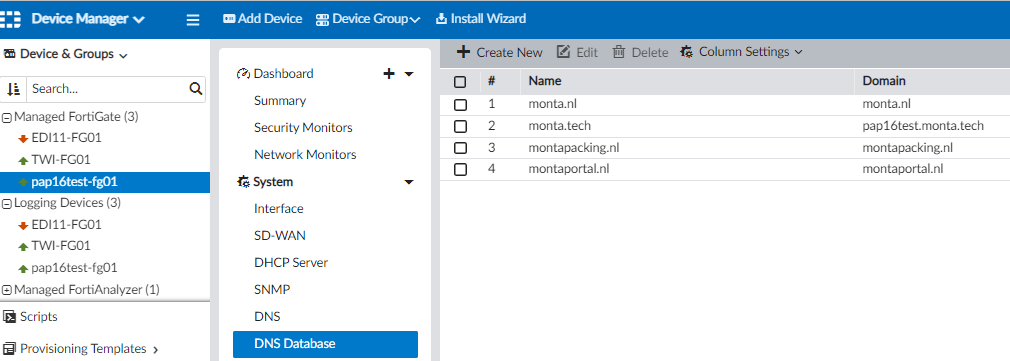 Device Manager Add Device Device Group Install Wizard
Device & Groups
Search...
Managed FortiGate (3)
EDI11-FG01
TWI-FG01
pap16test-fg01
Logging Devices (3)
EDI11-FG01
TWI-FG01
pap16test-fg01
Managed FortiAnalyzer (1)
Scripts
Provisioning Templates
Dashboard
Summary
Security Monitors
Network Monitors
System
Interface
SD-WAN
DHCP Server
SNMP
DNS
DNS Database
Create New Edit Delete Column Settings
# Name Domain
1 monta.nl monta.nl
2 monta.tech pap16test.monta.tech
3 montapacking.nl montapacking.nl
4 montaportal.nl montaportal.nl